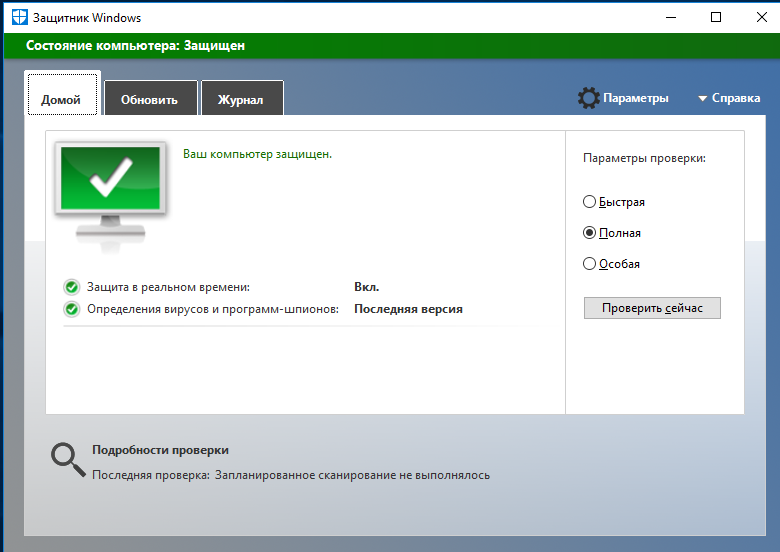 Защитник Windows
Состояние компьютера: Защищен
Домой
Обновить
Журнал
Параметры
Справка
Ваш компьютер защищен.
Параметры проверки:
Быстрая
Полная
Особая
Защита в реальном времени: Вкл.
Определения вирусов и программ-шпионов: Последняя версия
Проверить сейчас
Подробности проверки
Последняя проверка: Запланированное сканирование не выполнялось